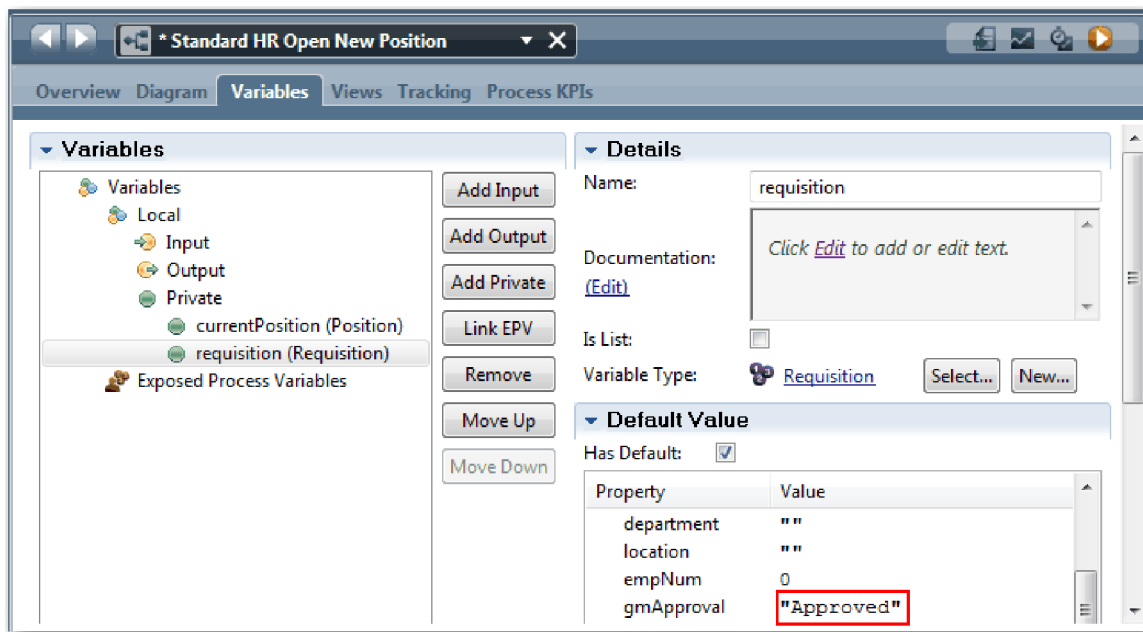 * Standard HR Open New Position
Overview Diagram Variables Views Tracking Process KPIs
Variables
Variables
Local
Input
Output
Private
currentPosition (Position)
requisition (Requisition)
Exposed Process Variables
Add Input
Add Output
Add Private
Link EPV
Remove
Move Up
Move Down
Details
Name: requisition
Documentation:
(Edit)
Click Edit to add or edit text.
Is List:
Variable Type: Requisition Select... New...
Default Value
Has Default:
Property Value
department ""
location ""
empNum 0
gmApproval "Approved"